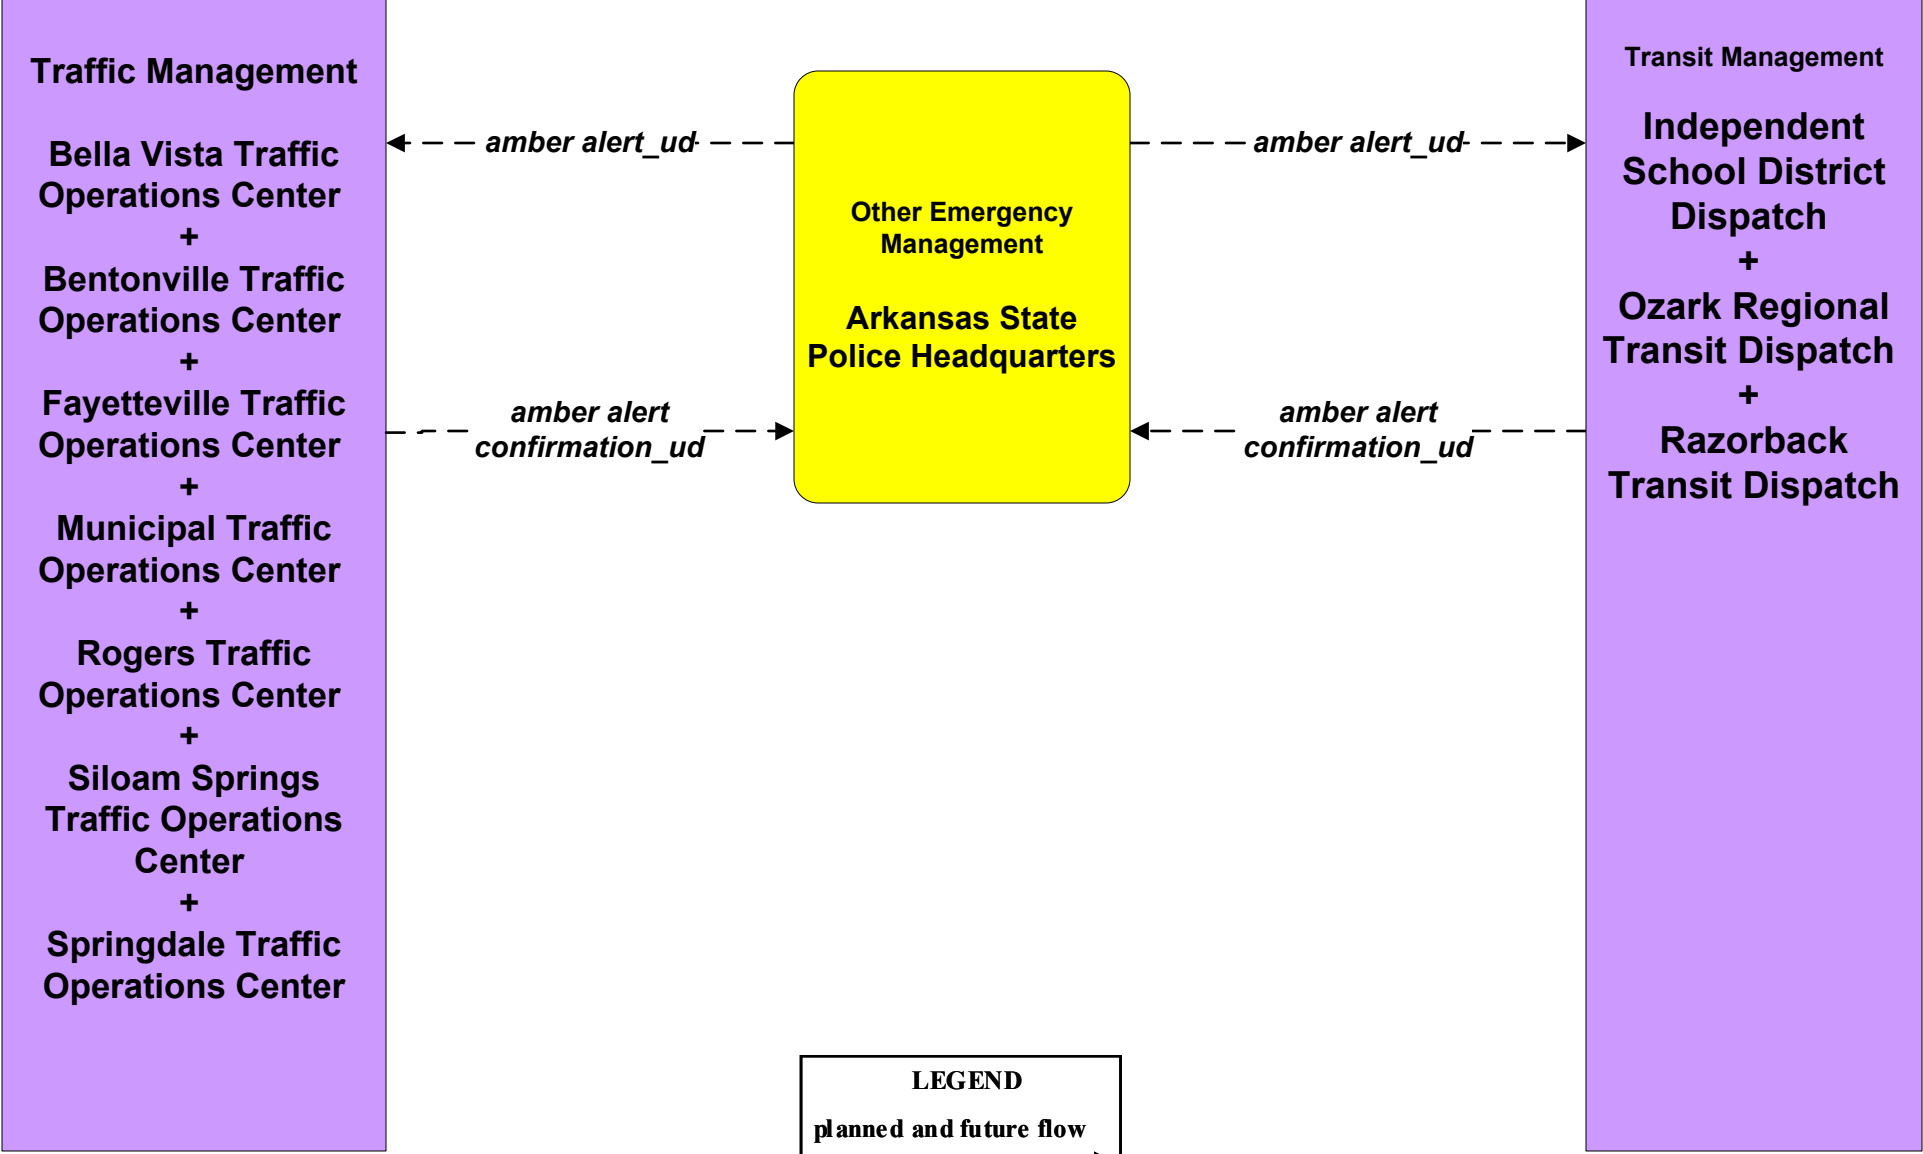 Traffic Management
Bella Vista Traffic
Operations Center
+
Bentonville Traffic
Operations Center
+
Fayetteville Traffic
Operations Center
+
Municipal Traffic
Operations Center
+
Rogers Traffic
Operations Center
+
Siloam Springs
Traffic Operations
Center
+
Springdale Traffic
Operations Center
amber alert_ud
amber alert
confirmation_ud
Other Emergency
Management
Arkansas State
Police Headquarters
amber alert_ud
amber alert
confirmation_ud
Transit Management
Independent
School District
Dispatch
+
Ozark Regional
Transit Dispatch
+
Razorback
Transit Dispatch
LEGEND
planned and future flow